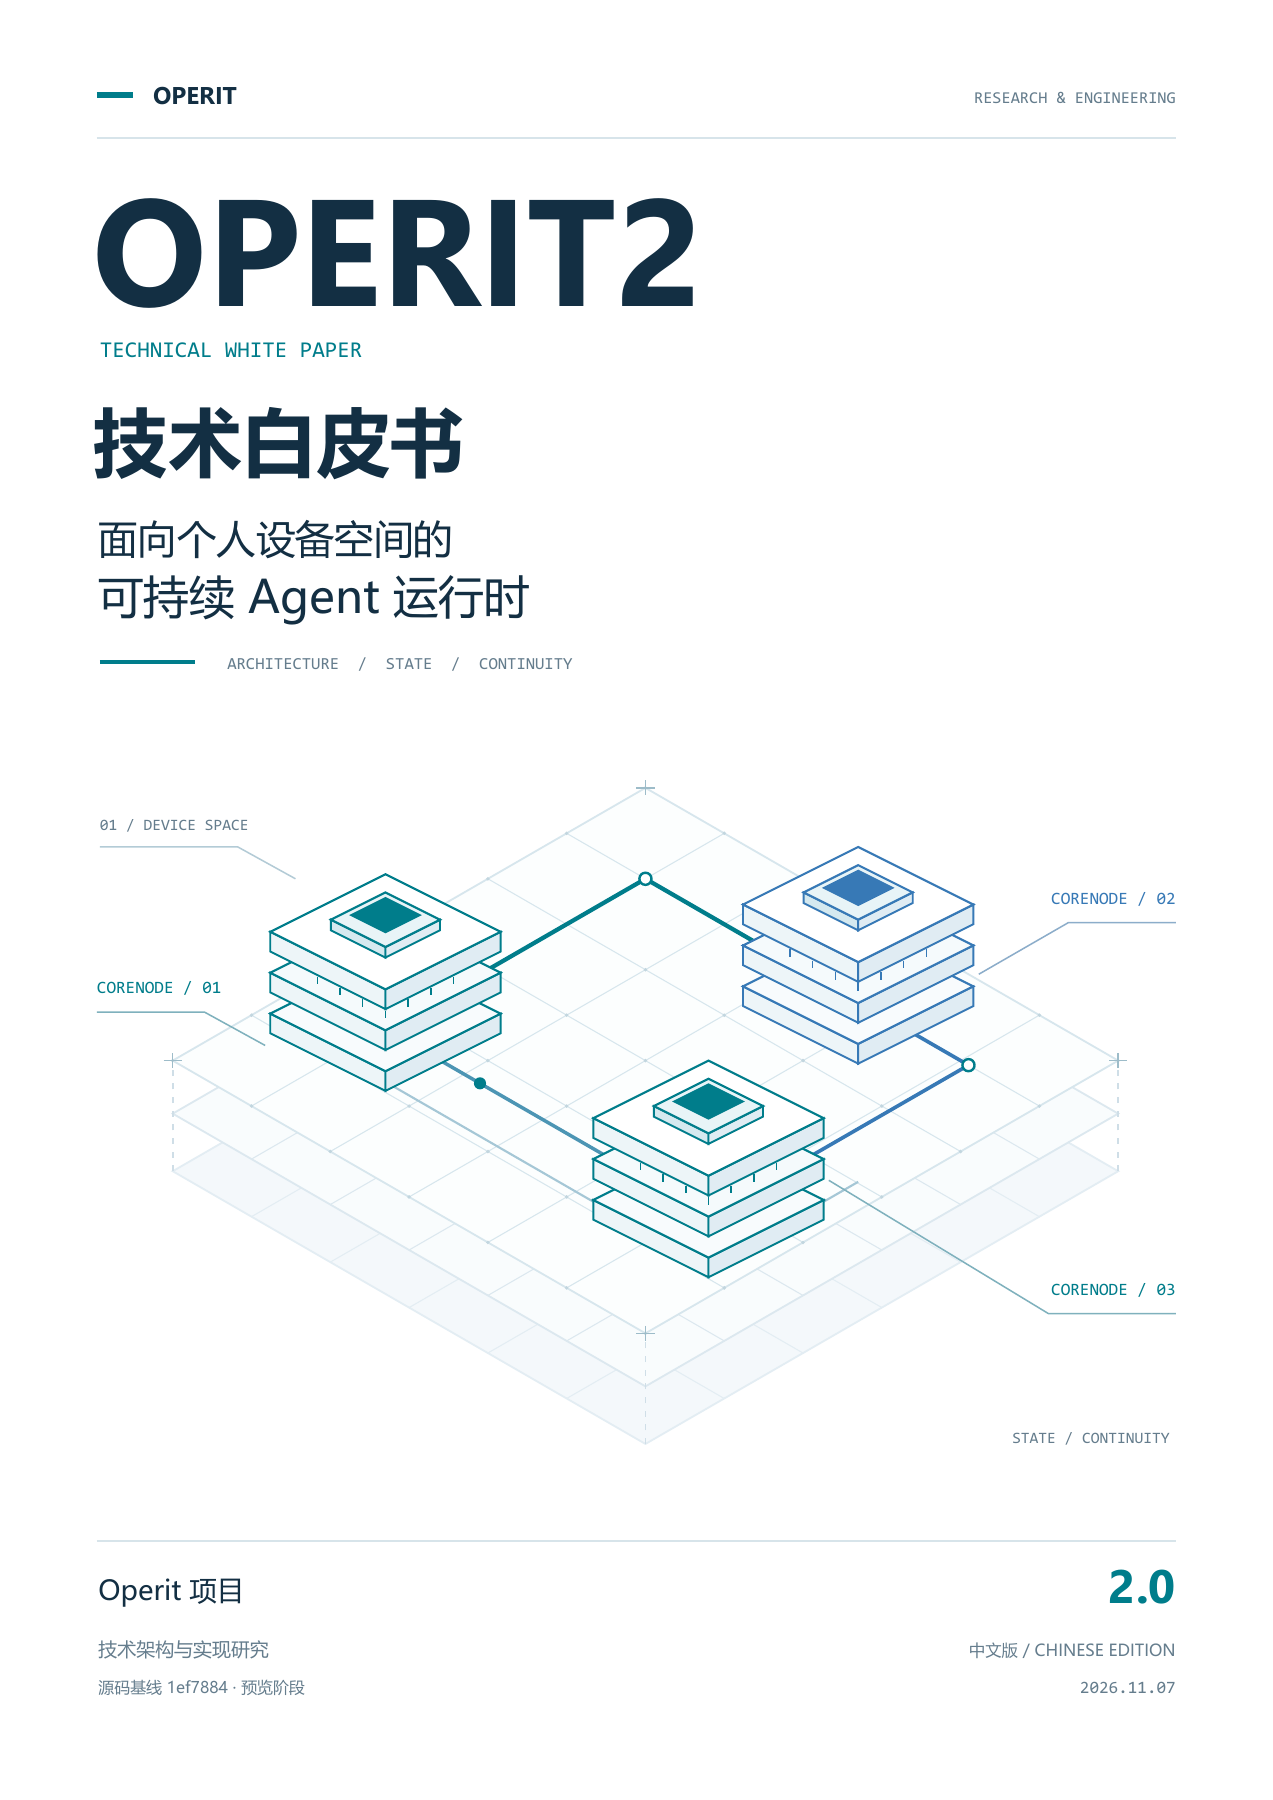 OPERIT
RESEARCH & ENGINEERING
OPERIT2
TECHNICAL WHITE PAPER
技术白皮书
面向个人设备空间的
可持续 Agent 运行时
ARCHITECTURE / STATE / CONTINUITY
01 / DEVICE SPACE
CORENODE / 02
CORENODE / 01
CORENODE / 03
STATE / CONTINUITY
Operit 项目
2.0
技术架构与实现研究
中文版 / CHINESE EDITION
源码基线 1ef7884 · 预览阶段
2026.11.07